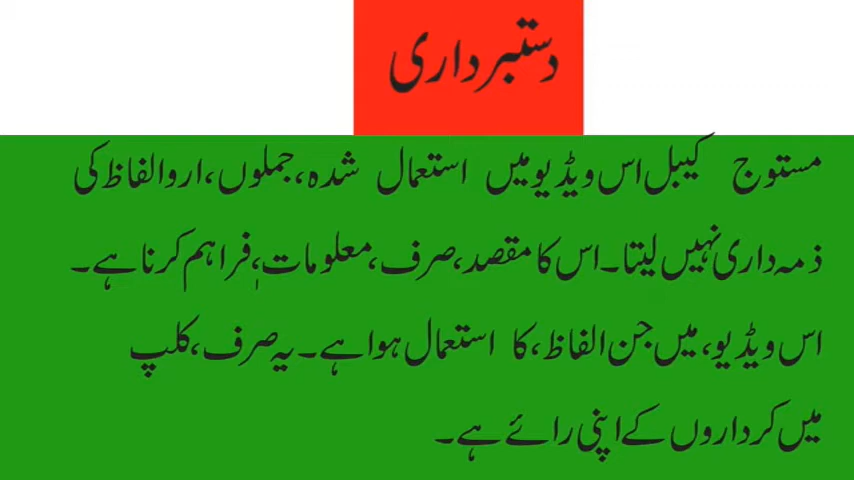 دستبرداری
مستوج کیبل اس ویڈیو میں استعمال شدہ، جملوں، ارو الفاظ کی
ذمہ داری نہیں لیتا۔ اس کا مقصد، صرف، معلومات، فراہم کرنا ہے۔
اس ویڈیو، میں جن الفاظ، کا استعمال ہوا ہے۔ یہ صرف، کلپ
میں کرداروں کے اپنی رائے ہے۔